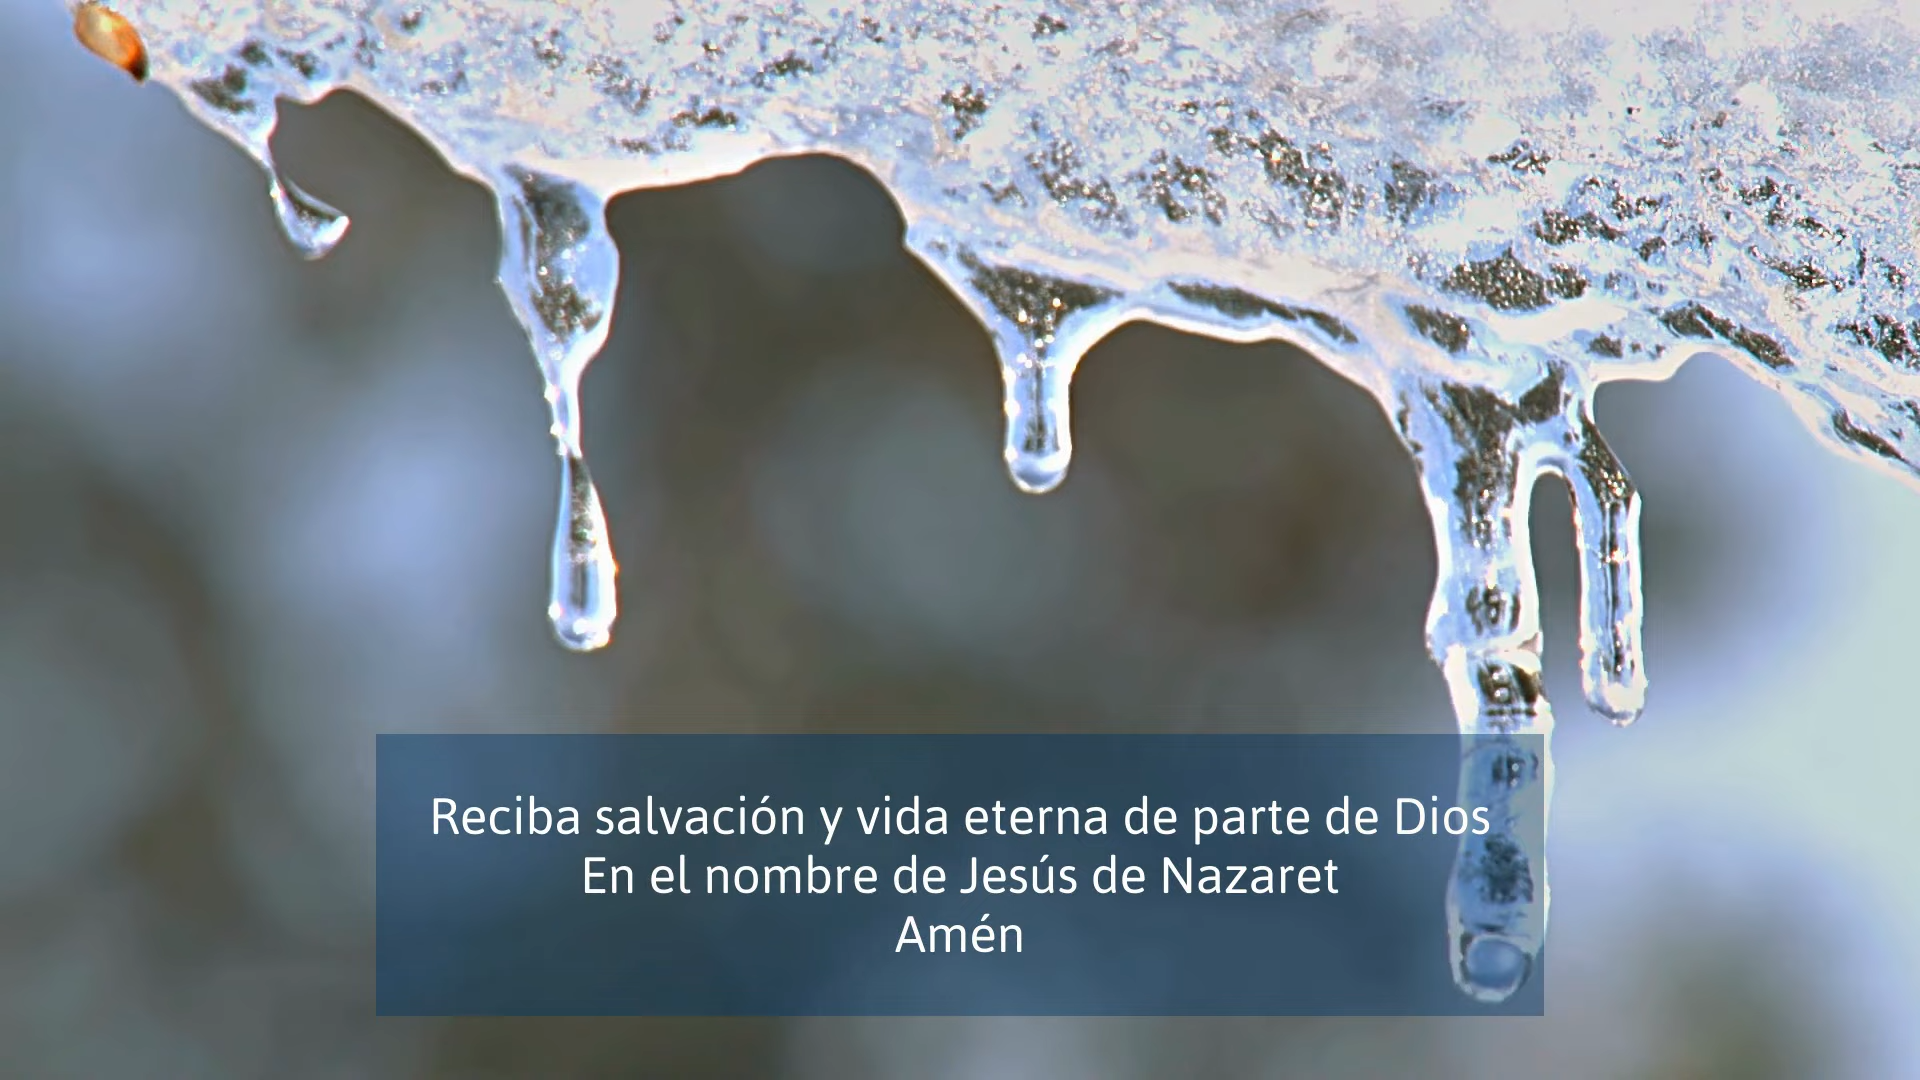 Reciba salvación y vida eterna de parte de Dios
En el nombre de Jesús de Nazaret
Amén